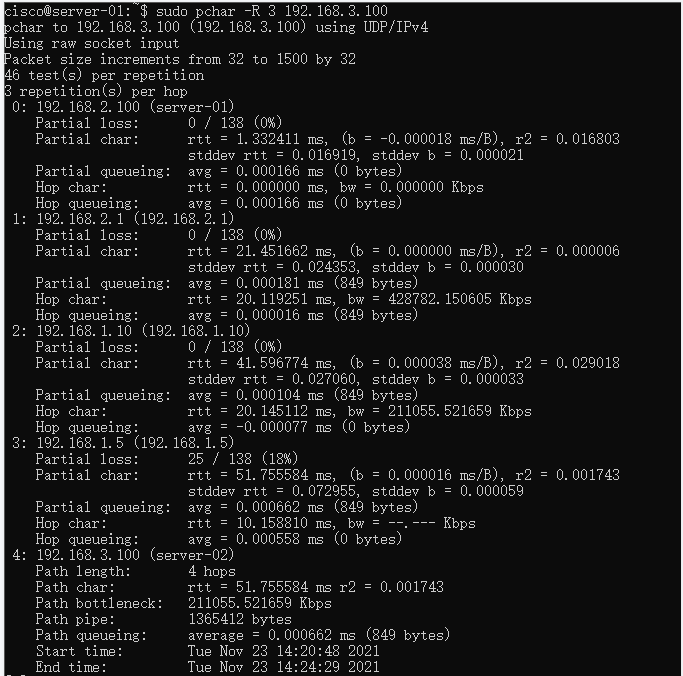 cisco@server-01:~$ sudo pchar -R 3 192.168.3.100
pchar to 192.168.3.100 (192.168.3.100) using UDP/IPv4
Using raw socket input
Packet size increments from 32 to 1500 by 32
46 test(s) per repetition
3 repetition(s) per hop
 0: 192.168.2.100 (server-01)
    Partial loss:      0 / 138 (0%)
    Partial char:      rtt = 1.332411 ms, (b = -0.000018 ms/B), r2 = 0.016803
                       stddev rtt = 0.016919, stddev b = 0.000021
    Partial queueing:  avg = 0.000166 ms (0 bytes)
    Hop char:          rtt = 0.000000 ms, bw = 0.000000 Kbps
    Hop queueing:      avg = 0.000166 ms (0 bytes)
 1: 192.168.2.1 (192.168.2.1)
    Partial loss:      0 / 138 (0%)
    Partial char:      rtt = 21.451662 ms, (b = 0.000000 ms/B), r2 = 0.000006
                       stddev rtt = 0.024353, stddev b = 0.000030
    Partial queueing:  avg = 0.000181 ms (849 bytes)
    Hop char:          rtt = 20.119251 ms, bw = 428782.150605 Kbps
    Hop queueing:      avg = 0.000016 ms (849 bytes)
 2: 192.168.1.10 (192.168.1.10)
    Partial loss:      0 / 138 (0%)
    Partial char:      rtt = 41.596774 ms, (b = 0.000038 ms/B), r2 = 0.029018
                       stddev rtt = 0.027060, stddev b = 0.000033
    Partial queueing:  avg = 0.000104 ms (849 bytes)
    Hop char:          rtt = 20.145112 ms, bw = 211055.521659 Kbps
    Hop queueing:      avg = -0.000077 ms (0 bytes)
 3: 192.168.1.5 (192.168.1.5)
    Partial loss:      25 / 138 (18%)
    Partial char:      rtt = 51.755584 ms, (b = 0.000016 ms/B), r2 = 0.001743
                       stddev rtt = 0.072955, stddev b = 0.000059
    Partial queueing:  avg = 0.000662 ms (849 bytes)
    Hop char:          rtt = 10.158810 ms, bw = --.--- Kbps
    Hop queueing:      avg = 0.000558 ms (0 bytes)
 4: 192.168.3.100 (server-02)
    Path length:       4 hops
    Path char:         rtt = 51.755584 ms r2 = 0.001743
    Path bottleneck:   211055.521659 Kbps
    Path pipe:         1365412 bytes
    Path queueing:     average = 0.000662 ms (849 bytes)
    Start time:        Tue Nov 23 14:20:48 2021
    End time:          Tue Nov 23 14:24:29 2021